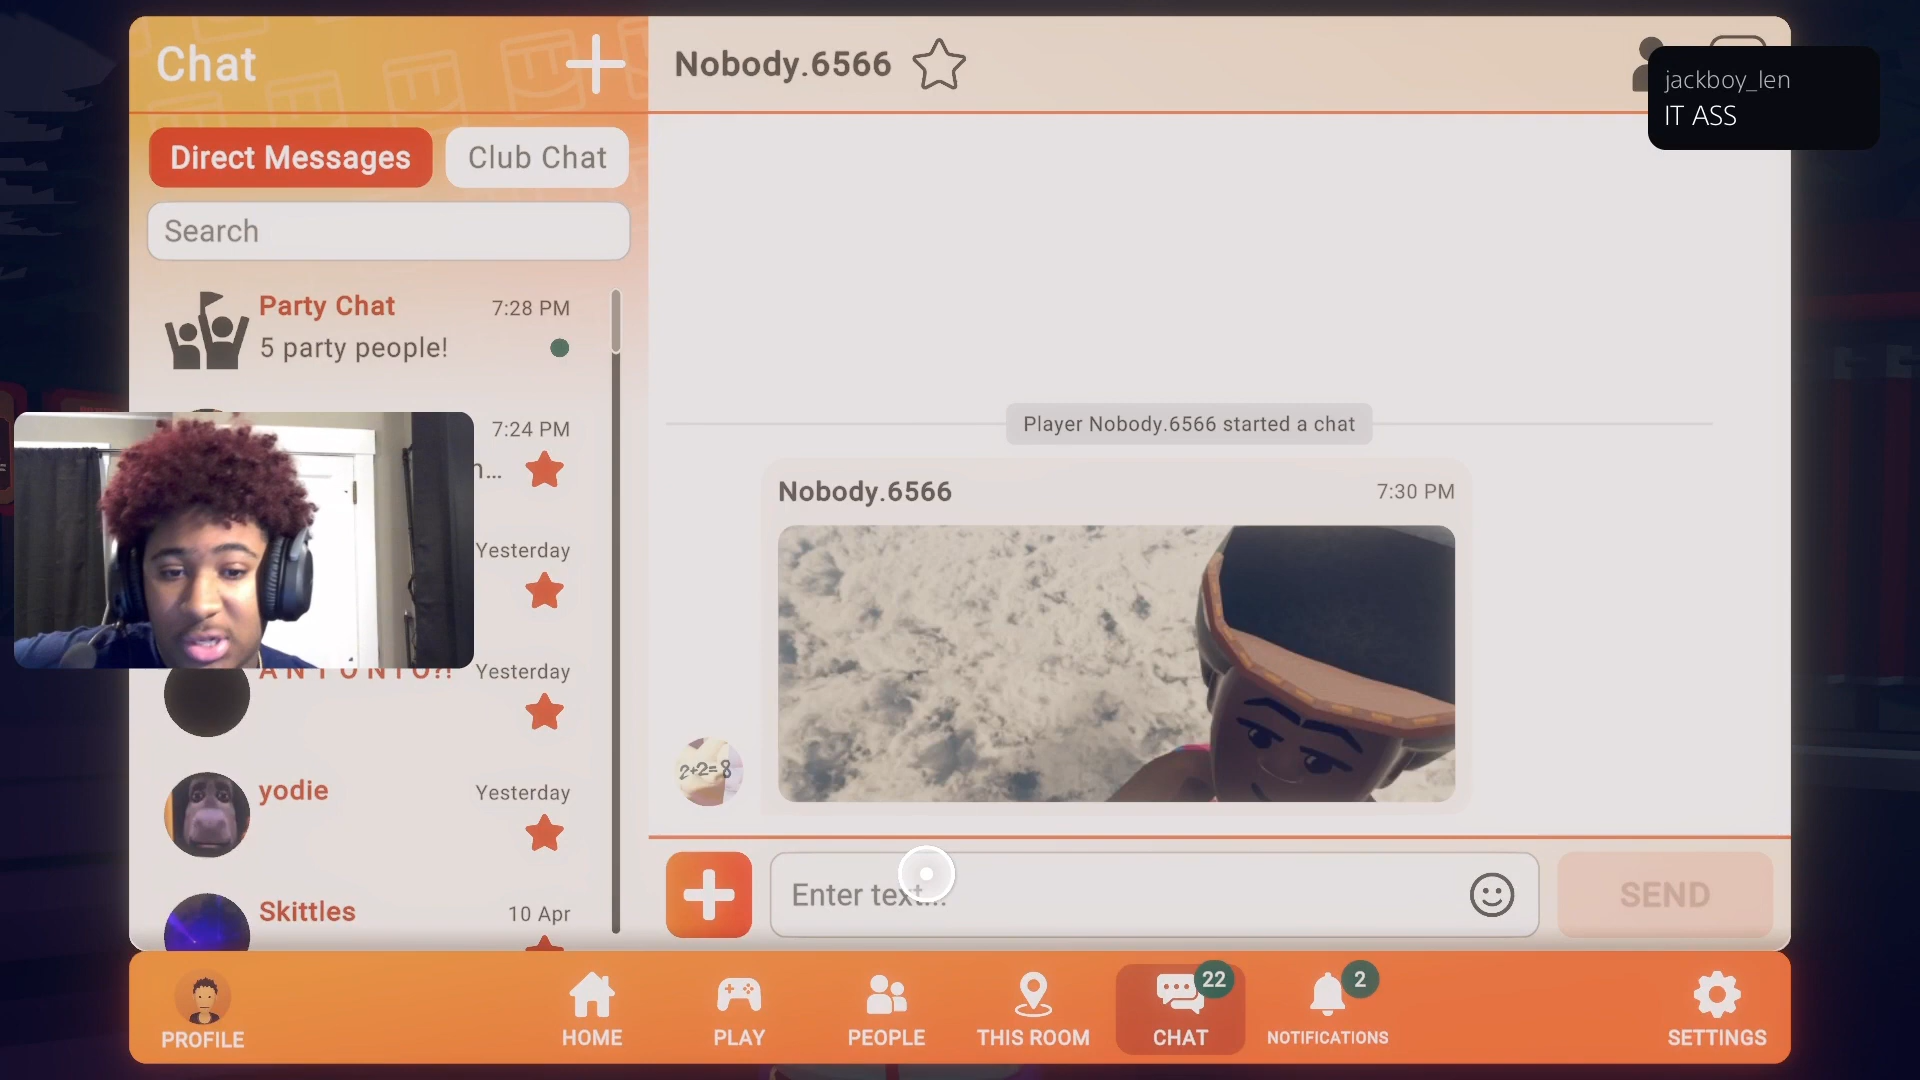 Chat
Direct Messages
Club Chat
Search
Party Chat
7:28 PM
5 party people!
7:24 PM
n...
Yesterday
A N T O N I O ?!
Yesterday
yodie
Yesterday
Skittles
10 Apr
Nobody.6566
jackboy_len
IT ASS
Player Nobody.6566 started a chat
Nobody.6566
7:30 PM
2+2=8
Enter text...
SEND
PROFILE
HOME
PLAY
PEOPLE
THIS ROOM
22
CHAT
2
NOTIFICATIONS
SETTINGS